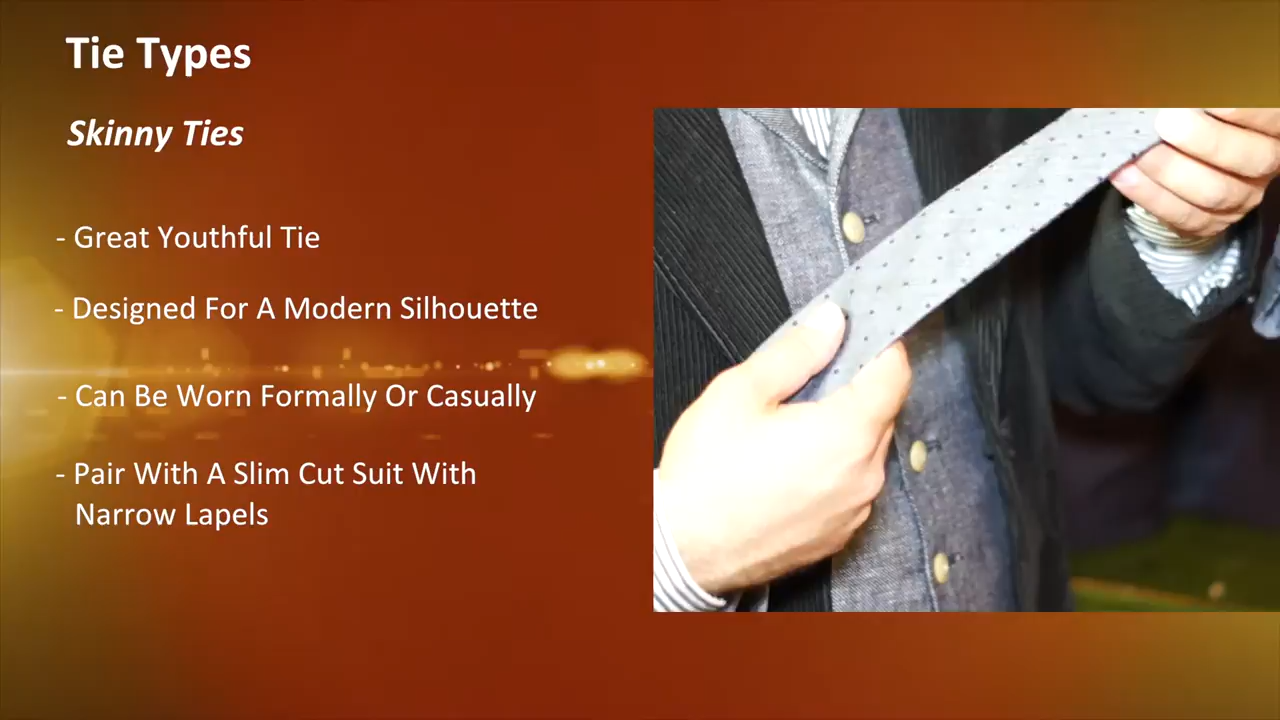 Tie Types
Skinny Ties
- Great Youthful Tie
- Designed For A Modern Silhouette
- Can Be Worn Formally Or Casually
- Pair With A Slim Cut Suit With
Narrow Lapels